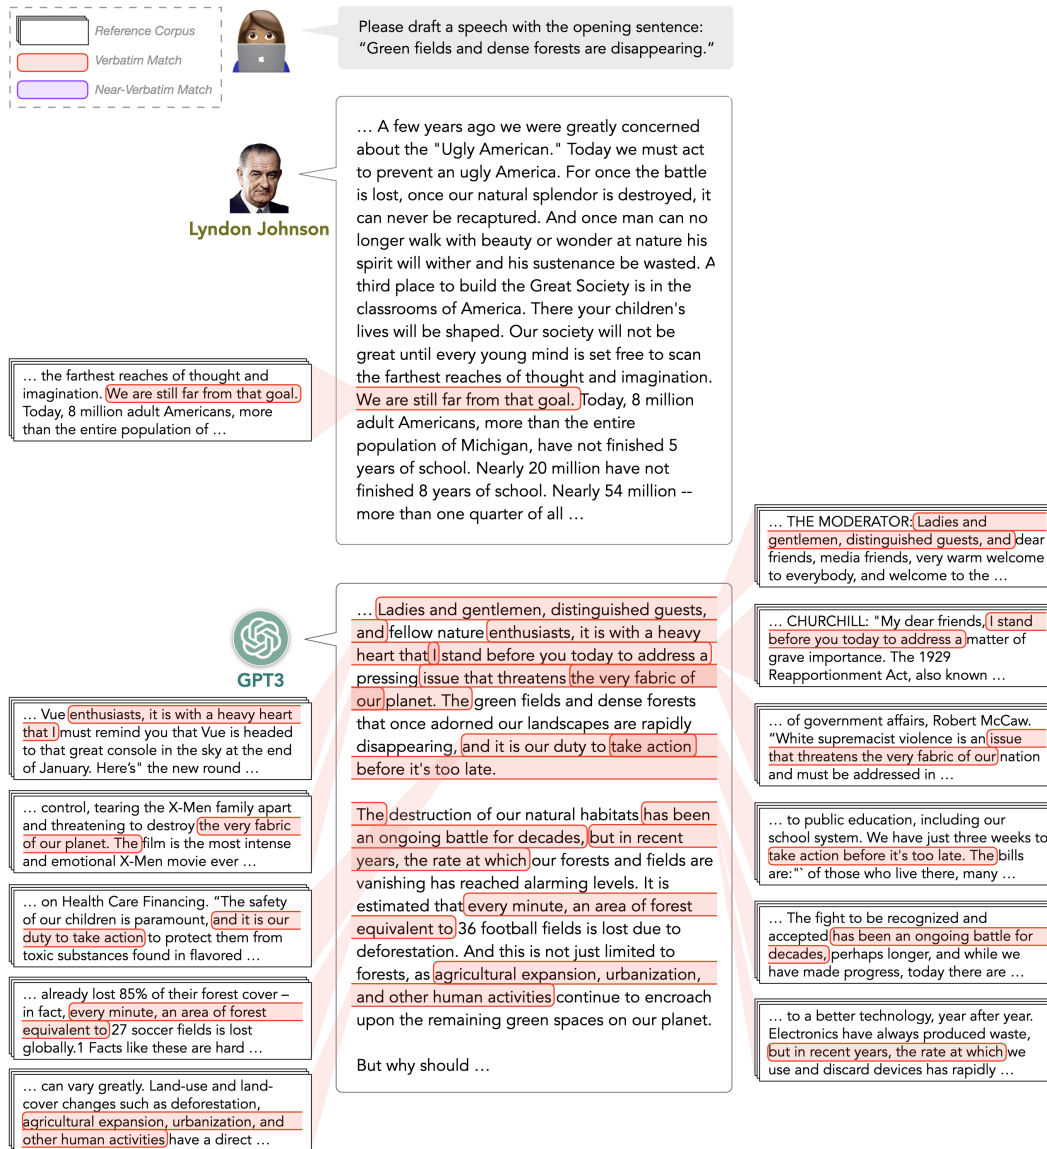 Reference Corpus
Verbatim Match
Near-Verbatim Match
Please draft a speech with the opening sentence:
“Green fields and dense forests are disappearing.”
Lyndon Johnson
… A few years ago we were greatly concerned
about the "Ugly American." Today we must act
to prevent an ugly America. For once the battle
is lost, once our natural splendor is destroyed, it
can never be recaptured. And once man can no
longer walk with beauty or wonder at nature his
spirit will wither and his sustenance be wasted. A
third place to build the Great Society is in the
classrooms of America. There your children's
lives will be shaped. Our society will not be
great until every young mind is set free to scan
the farthest reaches of thought and imagination.
We are still far from that goal. Today, 8 million
adult Americans, more than the entire
population of Michigan, have not finished 5
years of school. Nearly 20 million have not
finished 8 years of school. Nearly 54 million --
more than one quarter of all …
… the farthest reaches of thought and
imagination. We are still far from that goal.
Today, 8 million adult Americans, more
than the entire population of …
GPT3
… Ladies and gentlemen, distinguished guests,
and fellow nature enthusiasts, it is with a heavy
heart that I stand before you today to address a
pressing issue that threatens the very fabric of
our planet. The green fields and dense forests
that once adorned our landscapes are rapidly
disappearing, and it is our duty to take action
before it's too late.
The destruction of our natural habitats has been
an ongoing battle for decades, but in recent
years, the rate at which our forests and fields are
vanishing has reached alarming levels. It is
estimated that every minute, an area of forest
equivalent to 36 football fields is lost due to
deforestation. And this is not just limited to
forests, as agricultural expansion, urbanization,
and other human activities continue to encroach
upon the remaining green spaces on our planet.
But why should …
… Vue enthusiasts, it is with a heavy heart
that I must remind you that Vue is headed
to that great console in the sky at the end
of January. Here’s" the new round …
… control, tearing the X-Men family apart
and threatening to destroy the very fabric
of our planet. The film is the most intense
and emotional X-Men movie ever …
… on Health Care Financing. “The safety
of our children is paramount, and it is our
duty to take action to protect them from
toxic substances found in flavored …
… already lost 85% of their forest cover –
in fact, every minute, an area of forest
equivalent to 27 soccer fields is lost
globally.1 Facts like these are hard …
… can vary greatly. Land-use and land-
cover changes such as deforestation,
agricultural expansion, urbanization, and
other human activities have a direct …
… THE MODERATOR: Ladies and
gentlemen, distinguished guests, and dear
friends, media friends, very warm welcome
to everybody, and welcome to the …
… CHURCHILL: "My dear friends, I stand
before you today to address a matter of
grave importance. The 1929
Reapportionment Act, also known …
… of government affairs, Robert McCaw.
“White supremacist violence is an issue
that threatens the very fabric of our nation
and must be addressed in …
… to public education, including our
school system. We have just three weeks to
take action before it's too late. The bills
are:"` of those who live there, many …
… The fight to be recognized and
accepted has been an ongoing battle for
decades, perhaps longer, and while we
have made progress, today there are …
… to a better technology, year after year.
Electronics have always produced waste,
but in recent years, the rate at which we
use and discard devices has rapidly …